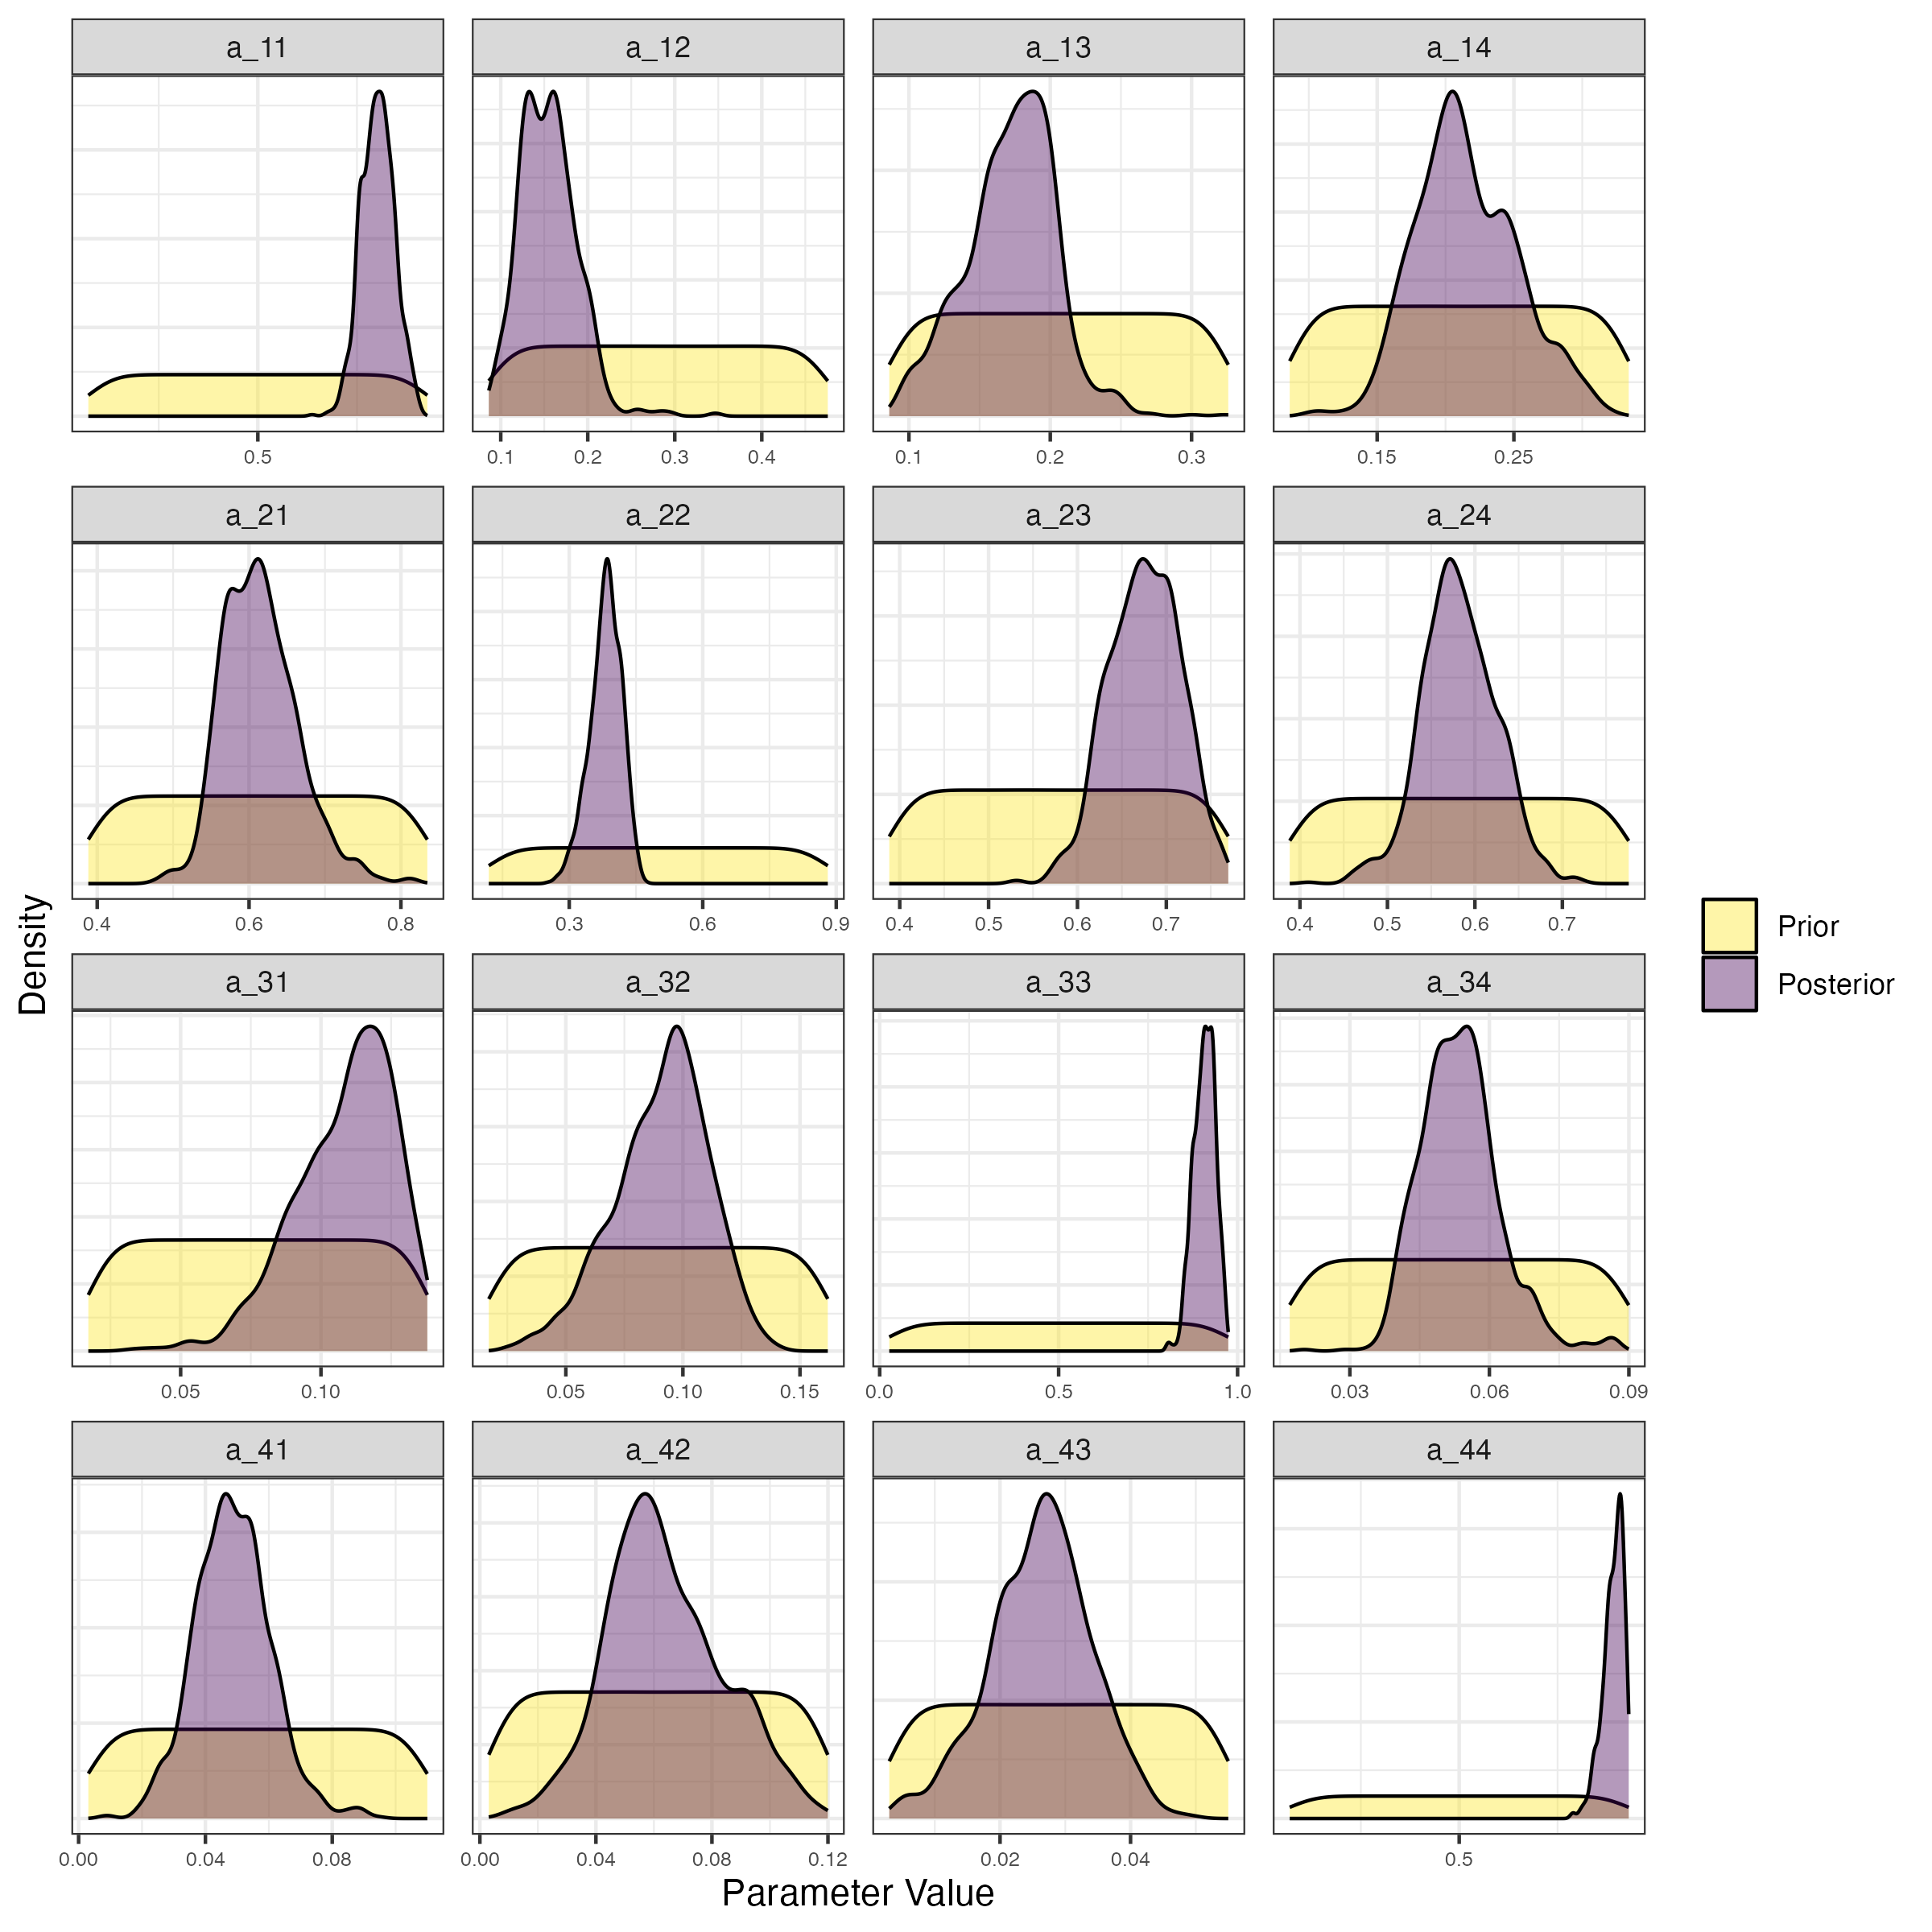 a_11 a_12 a_13 a_14
0.5 0.1 0.2 0.3 0.4 0.1 0.2 0.3 0.15 0.25
a_21 a_22 a_23 a_24
0.4 0.6 0.8 0.3 0.6 0.9 0.4 0.5 0.6 0.7 0.4 0.5 0.6 0.7
Density
Prior
Posterior
a_31 a_32 a_33 a_34
0.05 0.10 0.05 0.10 0.15 0.0 0.5 1.0 0.03 0.06 0.09
a_41 a_42 a_43 a_44
0.00 0.04 0.08 0.00 0.04 0.08 0.12 0.02 0.04 0.5
Parameter Value